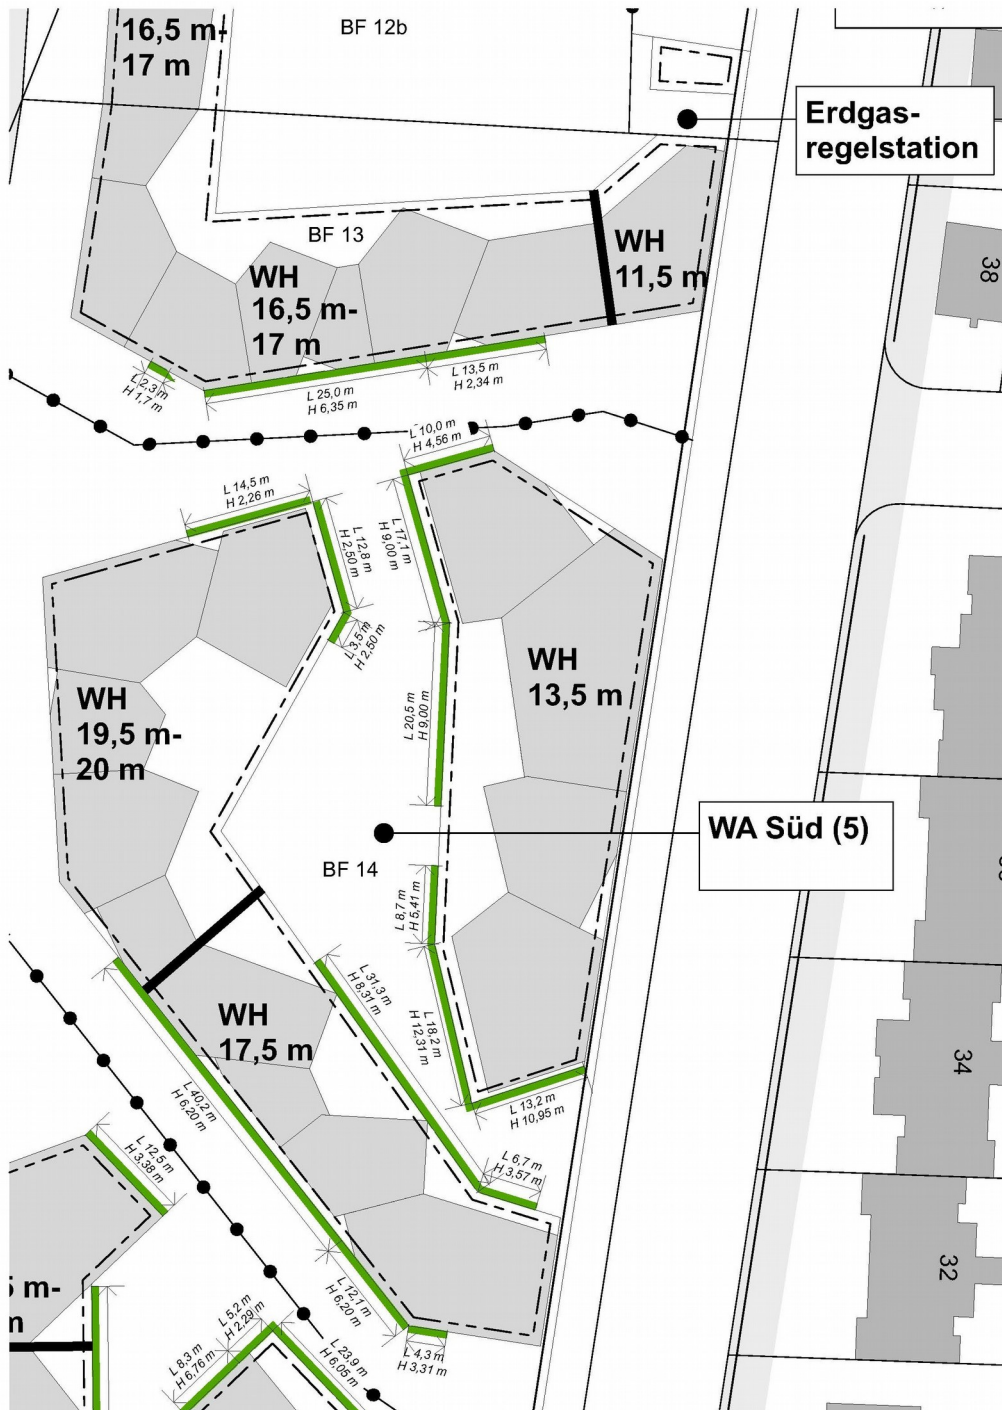 16,5 m-
17 m
BF 12b
Erdgas-
regelstation
BF 13
WH
16,5 m-
17 m
WH
11,5 m
38
L 2,3 m
H 1,7 m
L 25,0 m
H 6,35 m
L 13,5 m
H 2,34 m
L 10,0 m
H 4,56 m
L 14,5 m
H 2,26 m
L 12,8 m
H 2,50 m
L 17,1 m
H 9,00 m
L 3,5 m
H 2,50 m
WH
13,5 m
WH
19,5 m-
20 m
L 20,5 m
H 9,00 m
WA Süd (5)
BF 14
L 8,7 m
H 5,41 m
L 31,3 m
H 8,31 m
WH
17,5 m
L 18,2 m
H 12,31 m
34
L 40,2 m
H 6,20 m
L 13,2 m
H 10,95 m
L 12,5 m
H 3,38 m
L 6,7 m
H 3,57 m
32
5 m-
m
L 12,1 m
H 6,20 m
L 5,2 m
H 2,29 m
L 8,3 m
H 6,76 m
L 23,9 m
H 6,05 m
L 4,3 m
H 3,31 m